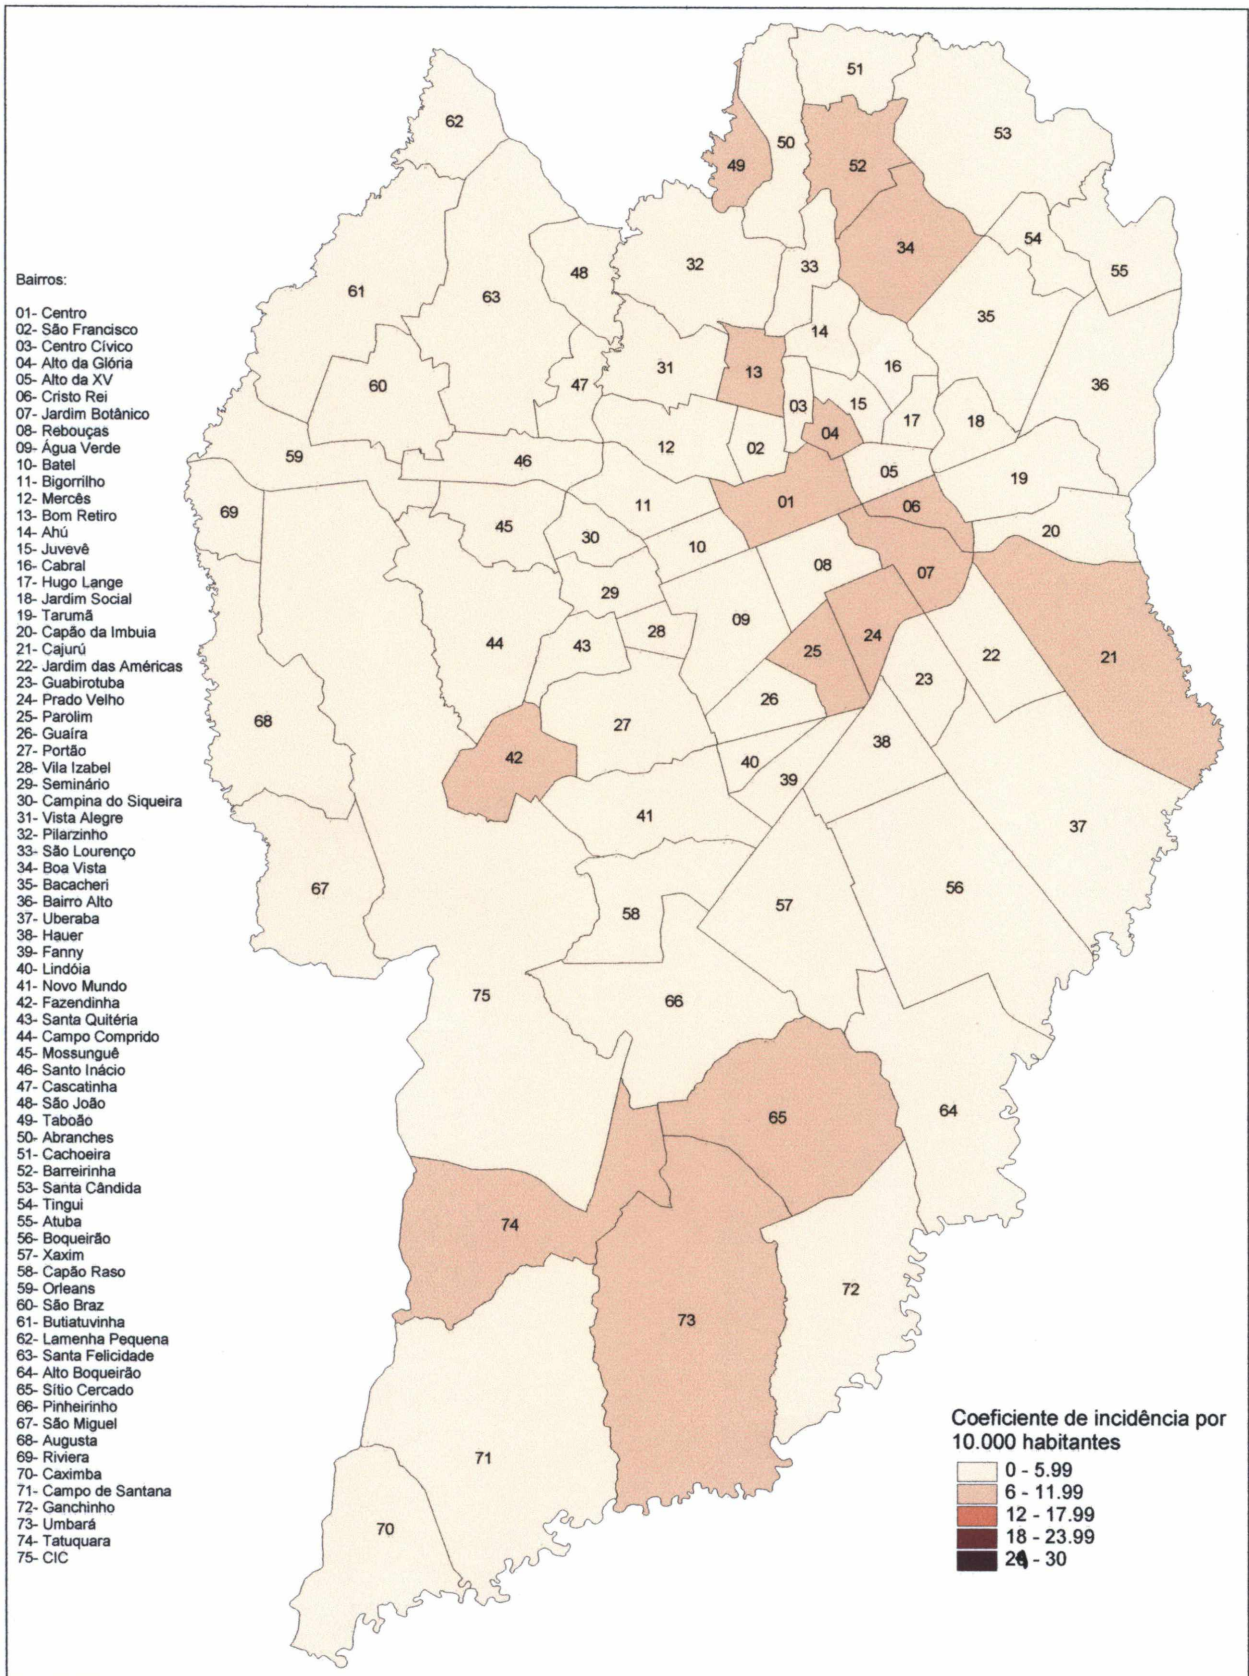 51
62
53
50
49
52
54
34
55
32
33
48
Bairros:
61
63
35
01- Centro
02- São Francisco
03- Centro Cívico
04- Alto da Glória
05- Alto da XV
06- Cristo Rei
07- Jardim Botânico
08- Rebouças
09- Água Verde
10- Batel
11- Bigorrilho
12- Mercês
13- Bom Retiro
14- Ahú
15- Juvevê
16- Cabral
17- Hugo Lange
18- Jardim Social
19- Tarumã
20- Capão da Imbuia
21- Cajurú
22- Jardim das Américas
23- Guabirotuba
24- Prado Velho
25- Parolim
26- Guaíra
27- Portão
28- Vila Izabel
29- Seminário
30- Campina do Siqueira
31- Vista Alegre
32- Pilarzinho
33- São Lourenço
34- Boa Vista
35- Bacacheri
36- Bairro Alto
37- Uberaba
38- Hauer
39- Fanny
40- Lindóia
41- Novo Mundo
42- Fazendinha
43- Santa Quitéria
44- Campo Comprido
45- Mossunguê
46- Santo Inácio
47- Cascatinha
48- São João
49- Taboão
50- Abranches
51- Cachoeira
52- Barreirinha
53- Santa Cândida
54- Tingui
55- Atuba
56- Boqueirão
57- Xaxim
58- Capão Raso
59- Orleans
60- São Braz
61- Butiatuvinha
62- Lamenha Pequena
63- Santa Felicidade
64- Alto Boqueirão
65- Sítio Cercado
66- Pinheirinho
67- São Miguel
68- Augusta
69- Riviera
70- Caximba
71- Campo de Santana
72- Ganchinho
73- Umbará
74- Tatuquara
75- CIC
14
31
16
13
47
60
36
03
15
04
17
18
12
02
59
46
05
19
11
01
06
69
45
20
30
10
08
07
29
09
28
24
44
43
25
22
21
23
26
68
27
38
42
40
39
41
37
67
56
57
58
75
66
65
64
74
72
73
71
70
Coeficiente de incidência por
10.000 habitantes
0 - 5.99
6 - 11.99
12 - 17.99
18 - 23.99
24 - 30